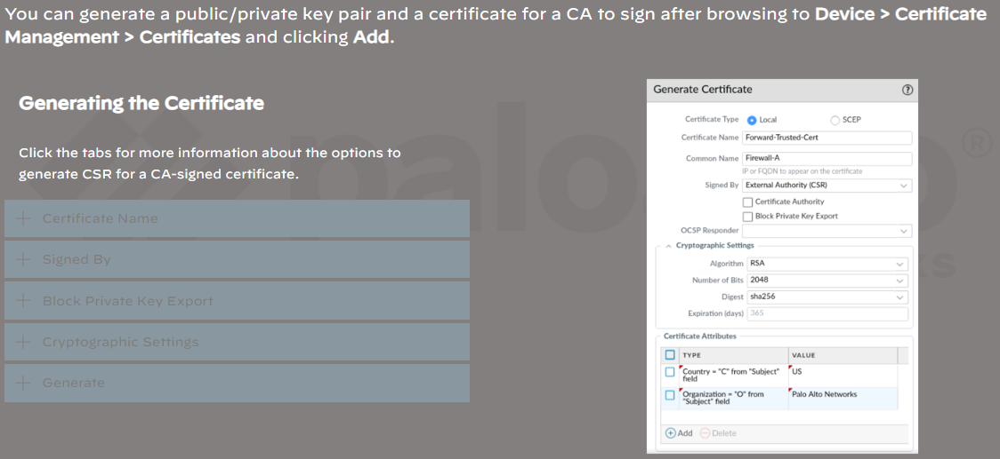 You can generate a public/private key pair and a certificate for a CA to sign after browsing to Device > Certificate
Management > Certificates and clicking Add.
Generating the Certificate
Click the tabs for more information about the options to
generate CSR for a CA-signed certificate.
+ Certificate Name
+ Signed By
+ Block Private Key Export
+ Cryptographic Settings
+ Generate
Generate Certificate
Certificate Type Local SCEP
Certificate Name Forward-Trusted-Cert
Common Name Firewall-A
IP or FQDN to appear on the certificate
Signed By External Authority (CSR)
Certificate Authority
Block Private Key Export
OCSP Responder
Cryptographic Settings
Algorithm RSA
Number of Bits 2048
Digest sha256
Expiration (days) 365
Certificate Attributes
TYPE VALUE
Country = "C" from "Subject" US
field
Organization = "O" from Palo Alto Networks
"Subject" field
Add Delete